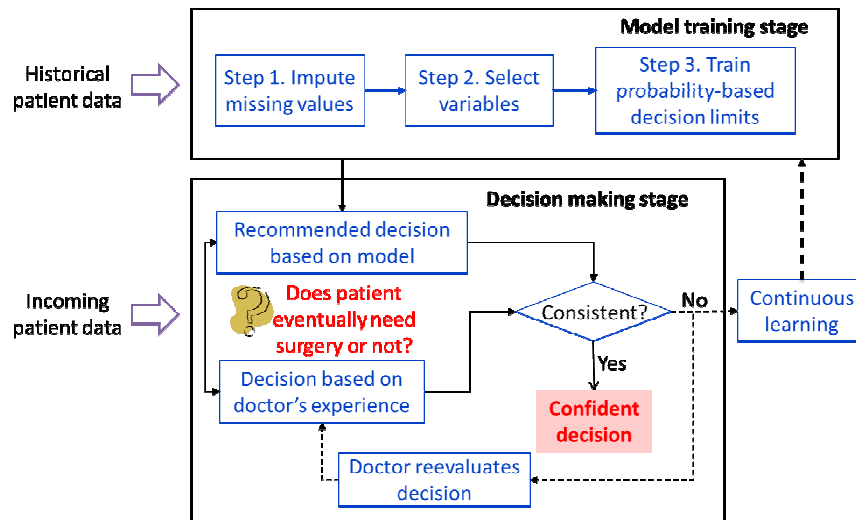 Model training stage
Historical
patient data
Step 1. Impute
missing values
Step 2. Select
variables
Step 3. Train
probability-based
decision limits
Decision making stage
Recommended decision
based on model
Incoming
patient data
?
Does patient
eventually need
surgery or not?
Consistent?
No
Continuous
learning
Yes
Decision based on
doctor's experience
Confident
decision
Doctor reevaluates
decision